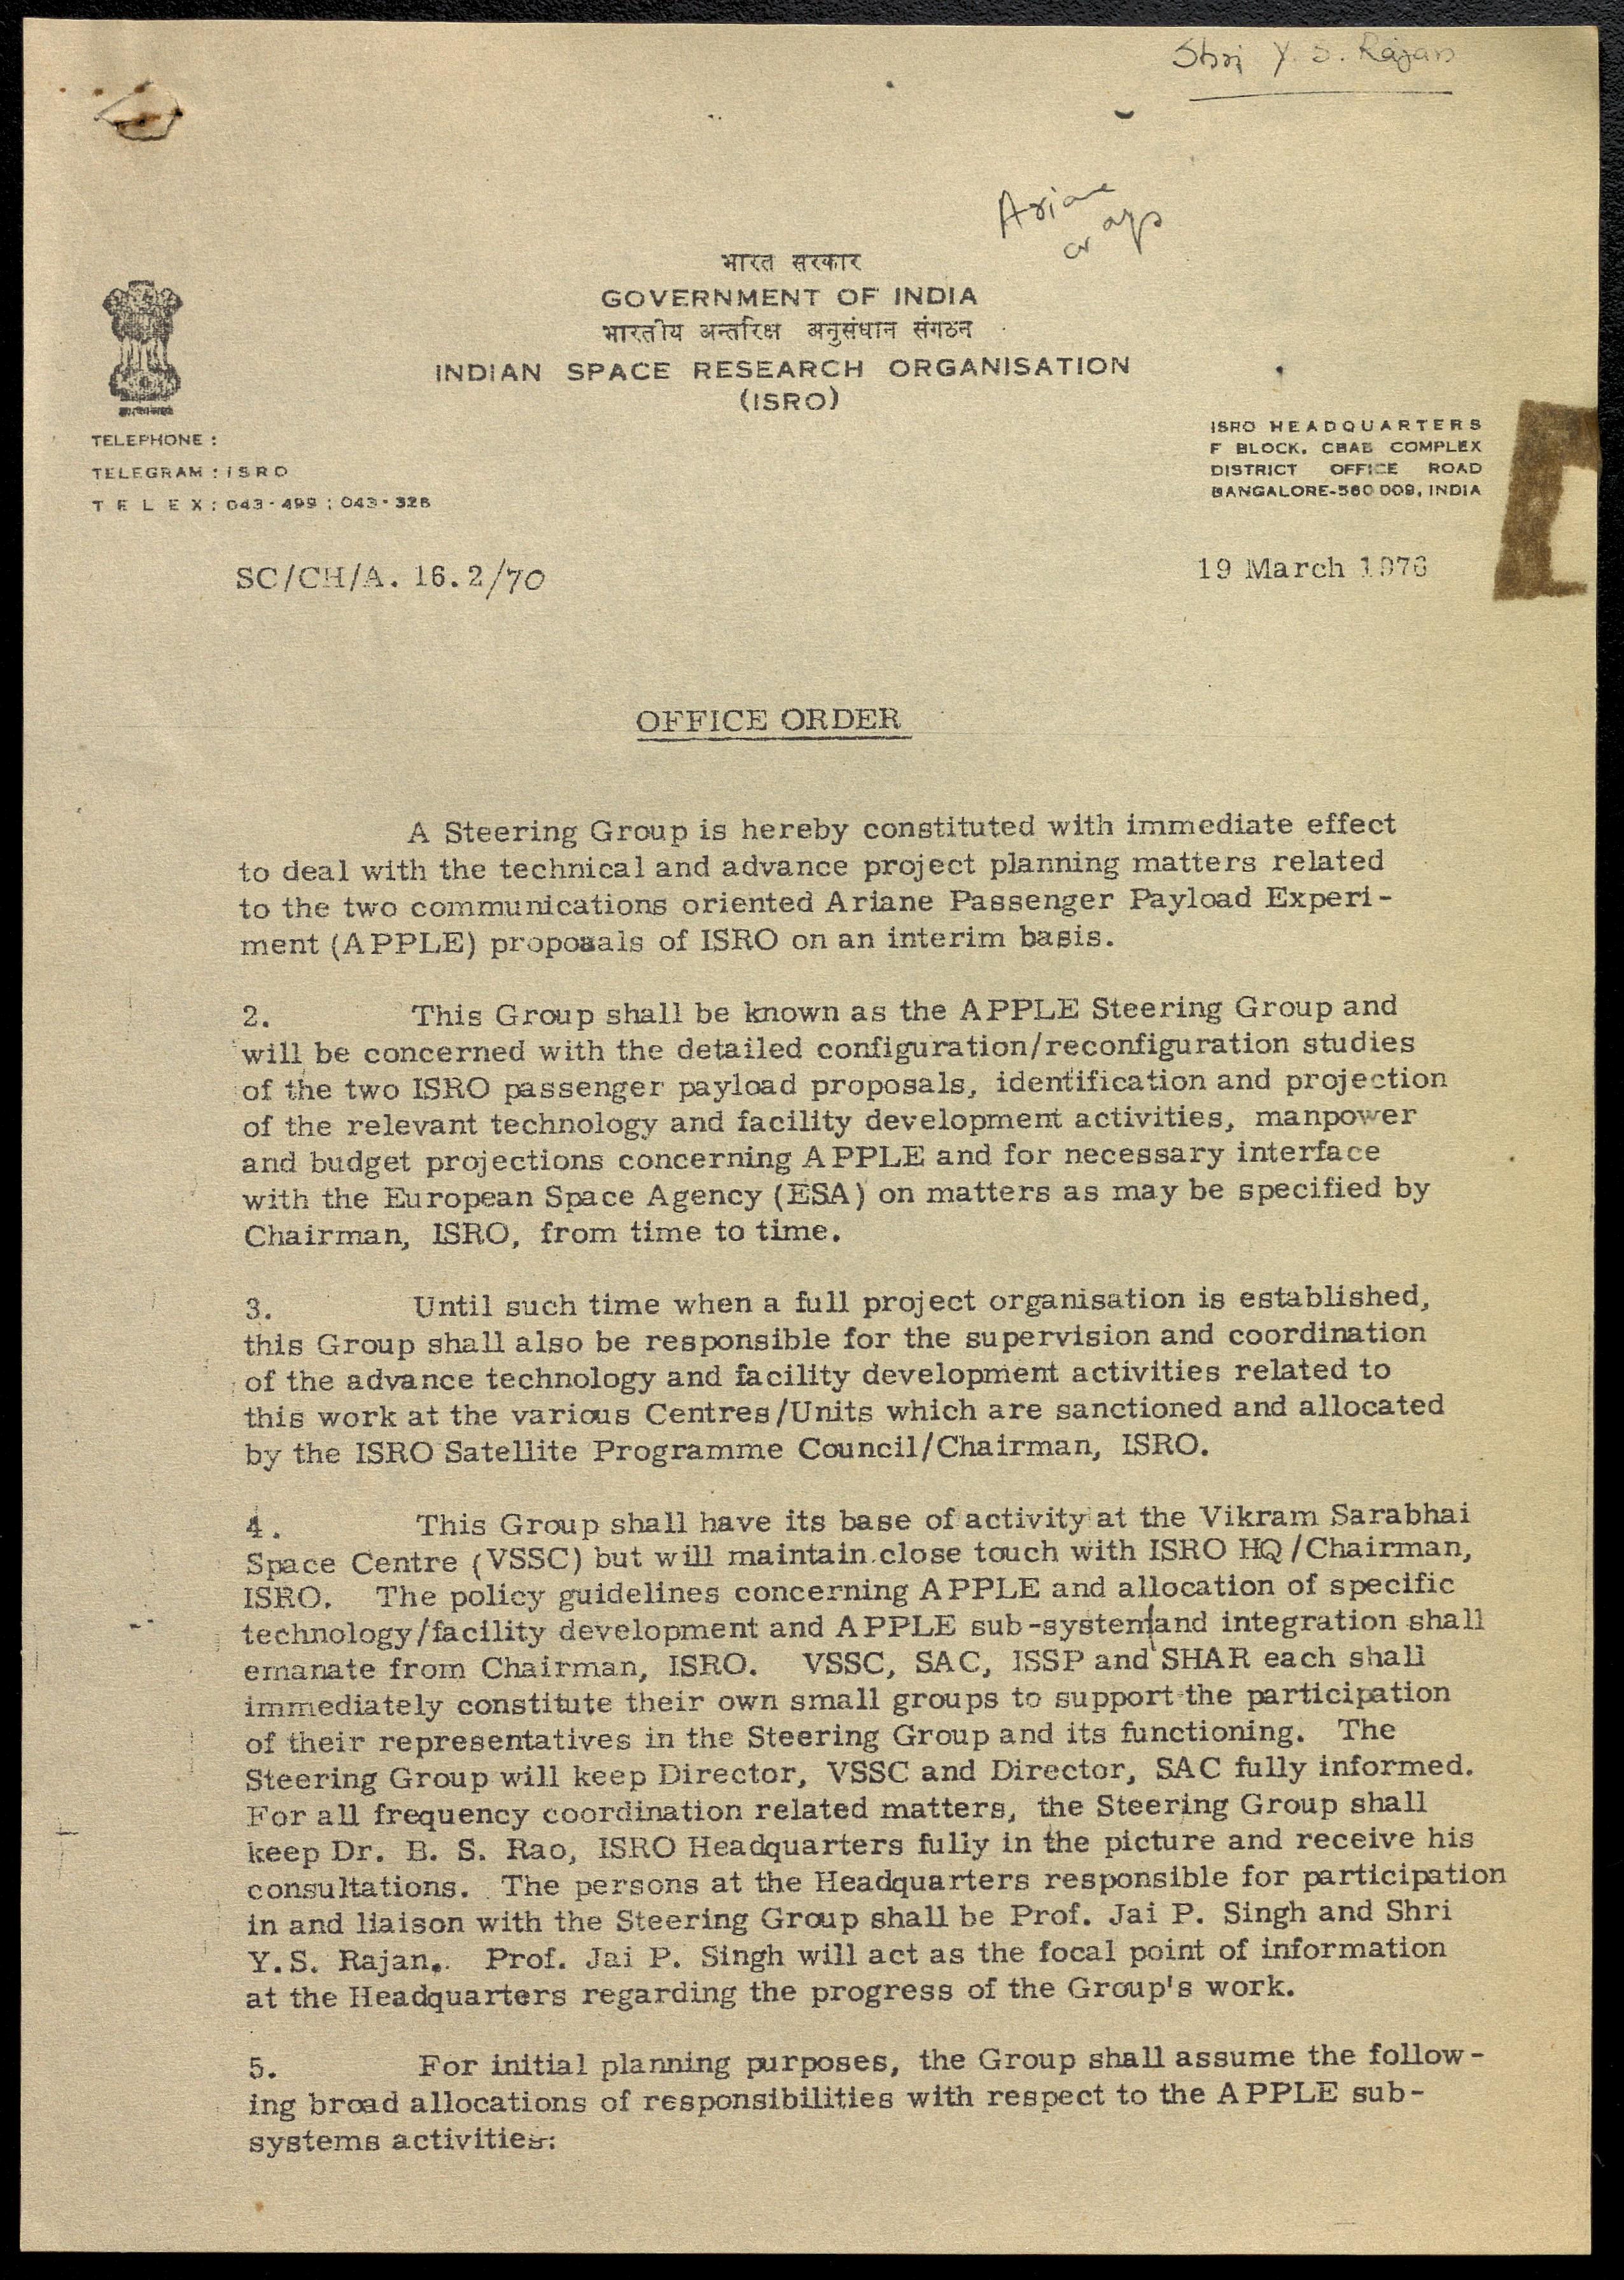 Shri Y. S. Rajan
Ariane
भारत सरकार
GOVERNMENT OF INDIA
भारतीय अन्तरिक्ष अनुसंधान संगठन
INDIAN SPACE RESEARCH ORGANISATION
(ISRO)
TELEPHONE :
TELEGRAM : ISRO
TELEX : 043-499 ; 043-326
ISRO HEADQUARTERS
F BLOCK, CBAB COMPLEX
DISTRICT OFFICE ROAD
BANGALORE-560 009, INDIA
SC/CH/A. 16.2/70
19 March 1976
OFFICE ORDER
A Steering Group is hereby constituted with immediate effect
to deal with the technical and advance project planning matters related
to the two communications oriented Ariane Passenger Payload Experi-
ment (APPLE) proposals of ISRO on an interim basis.
2. This Group shall be known as the APPLE Steering Group and
will be concerned with the detailed configuration/reconfiguration studies
of the two ISRO passenger payload proposals, identification and projection
of the relevant technology and facility development activities, manpower
and budget projections concerning APPLE and for necessary interface
with the European Space Agency (ESA) on matters as may be specified by
Chairman, ISRO, from time to time.
3. Until such time when a full project organisation is established,
this Group shall also be responsible for the supervision and coordination
of the advance technology and facility development activities related to
this work at the various Centres/Units which are sanctioned and allocated
by the ISRO Satellite Programme Council/Chairman, ISRO.
4. This Group shall have its base of activity at the Vikram Sarabhai
Space Centre (VSSC) but will maintain close touch with ISRO HQ/Chairman,
ISRO. The policy guidelines concerning APPLE and allocation of specific
technology/facility development and APPLE sub-system and integration shall
emanate from Chairman, ISRO. VSSC, SAC, ISSP and SHAR each shall
immediately constitute their own small groups to support the participation
of their representatives in the Steering Group and its functioning. The
Steering Group will keep Director, VSSC and Director, SAC fully informed.
For all frequency coordination related matters, the Steering Group shall
keep Dr. B. S. Rao, ISRO Headquarters fully in the picture and receive his
consultations. The persons at the Headquarters responsible for participation
in and liaison with the Steering Group shall be Prof. Jai P. Singh and Shri
Y.S. Rajan. Prof. Jai P. Singh will act as the focal point of information
at the Headquarters regarding the progress of the Group's work.
5. For initial planning purposes, the Group shall assume the follow-
ing broad allocations of responsibilities with respect to the APPLE sub-
systems activities: